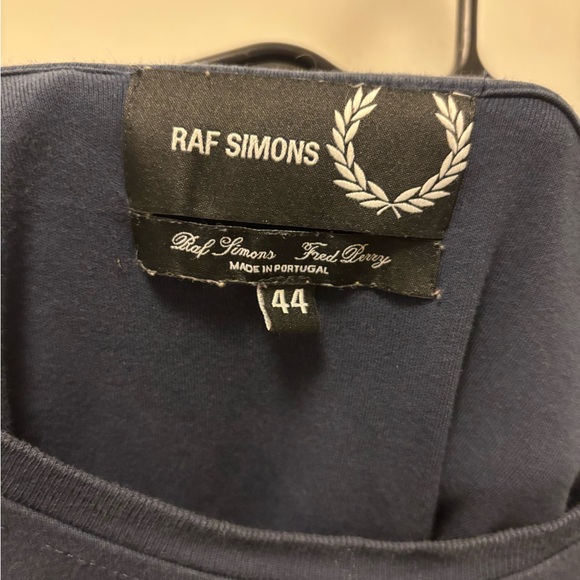 RAF SIMONS
Raf Simons Fred Perry
MADE IN PORTUGAL
44